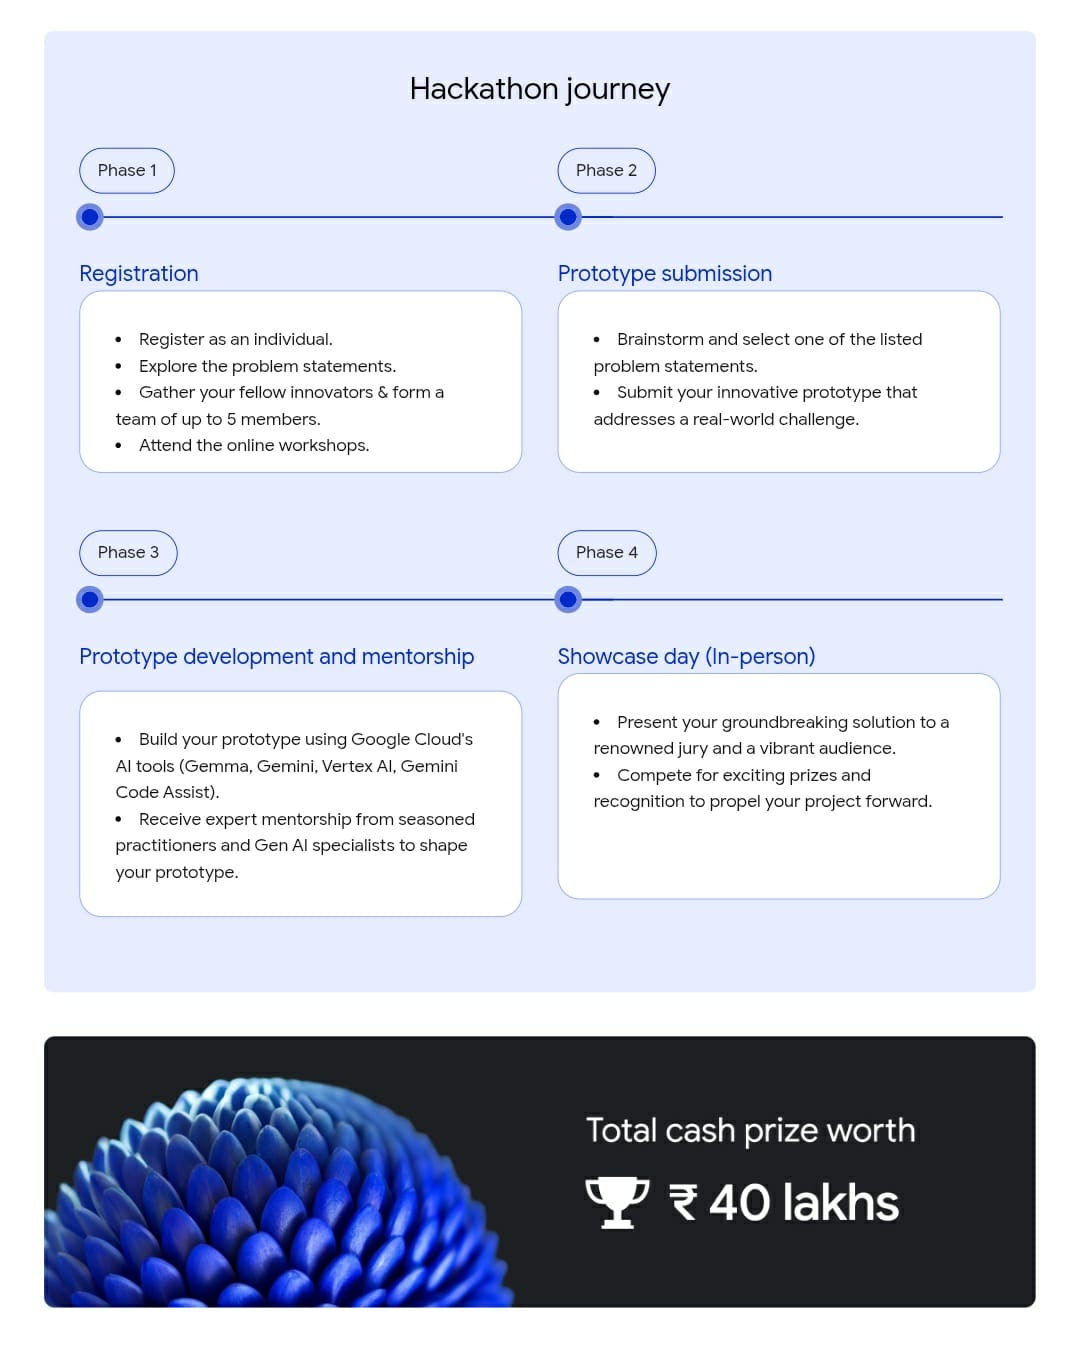 Hackathon journey
Phase 1
Registration
• Register as an individual.
• Explore the problem statements.
• Gather your fellow innovators & form a
team of up to 5 members.
• Attend the online workshops.
Phase 2
Prototype submission
• Brainstorm and select one of the listed
problem statements.
• Submit your innovative prototype that
addresses a real-world challenge.
Phase 3
Prototype development and mentorship
• Build your prototype using Google Cloud's
AI tools (Gemma, Gemini, Vertex AI, Gemini
Code Assist).
• Receive expert mentorship from seasoned
practitioners and Gen AI specialists to shape
your prototype.
Phase 4
Showcase day (In-person)
• Present your groundbreaking solution to a
renowned jury and a vibrant audience.
• Compete for exciting prizes and
recognition to propel your project forward.
Total cash prize worth
₹ 40 lakhs